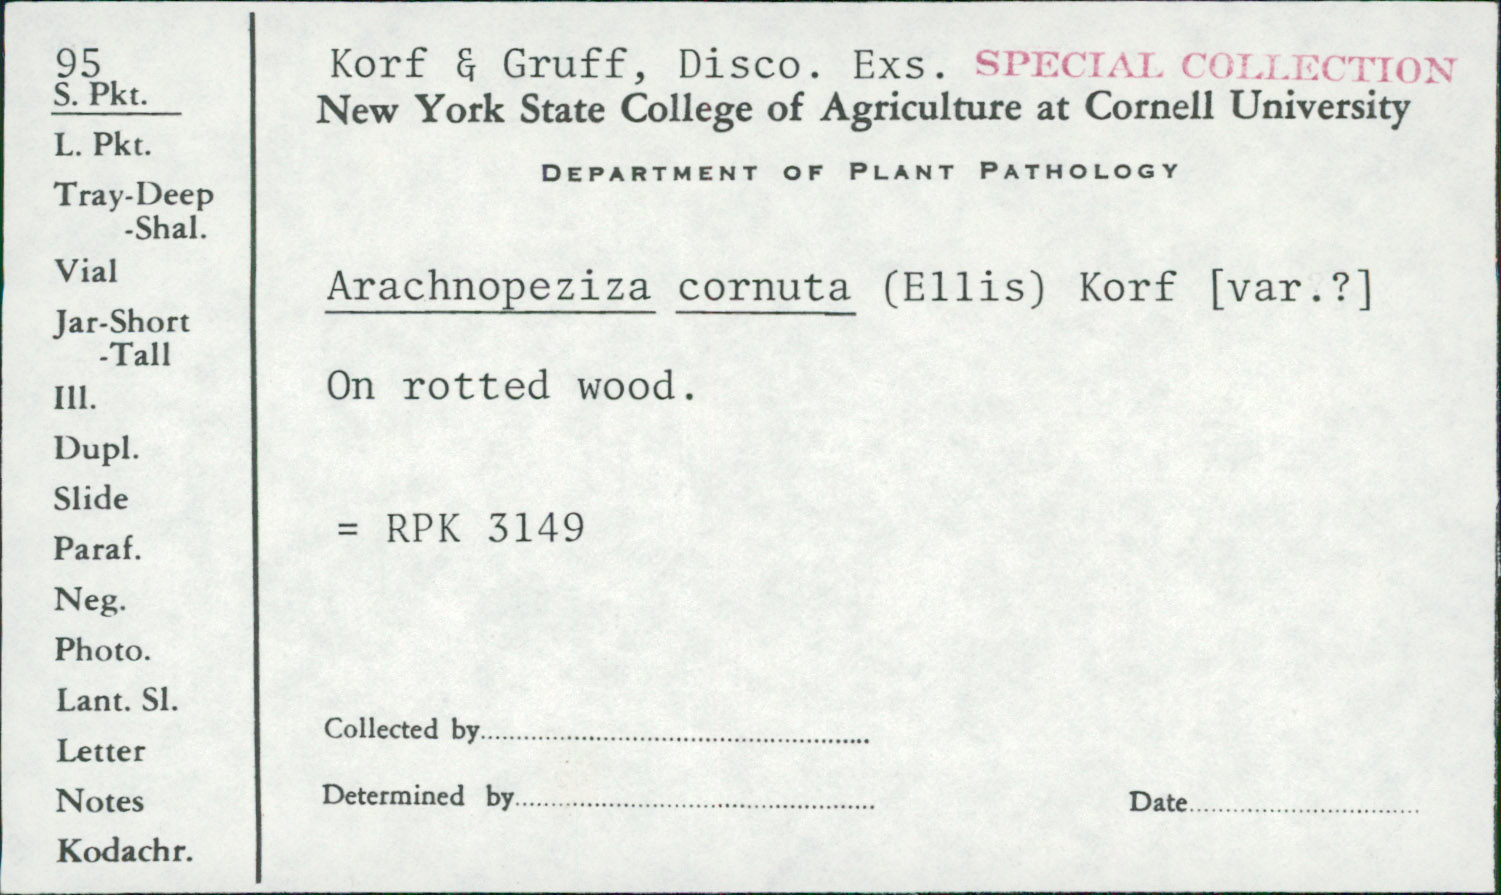 95
S. Pkt.
L. Pkt.
Tray-Deep
-Shal.
Vial
Jar-Short
-Tall
Ill.
Dupl.
Slide
Paraf.
Neg.
Photo.
Lant. Sl.
Letter
Notes
Kodachr.
Korf & Gruff, Disco. Exs. SPECIAL COLLECTION
New York State College of Agriculture at Cornell University
DEPARTMENT OF PLANT PATHOLOGY
Arachnopeziza cornuta (Ellis) Korf [var.?]
On rotted wood.
= RPK 3149
Collected by
Determined by
Date